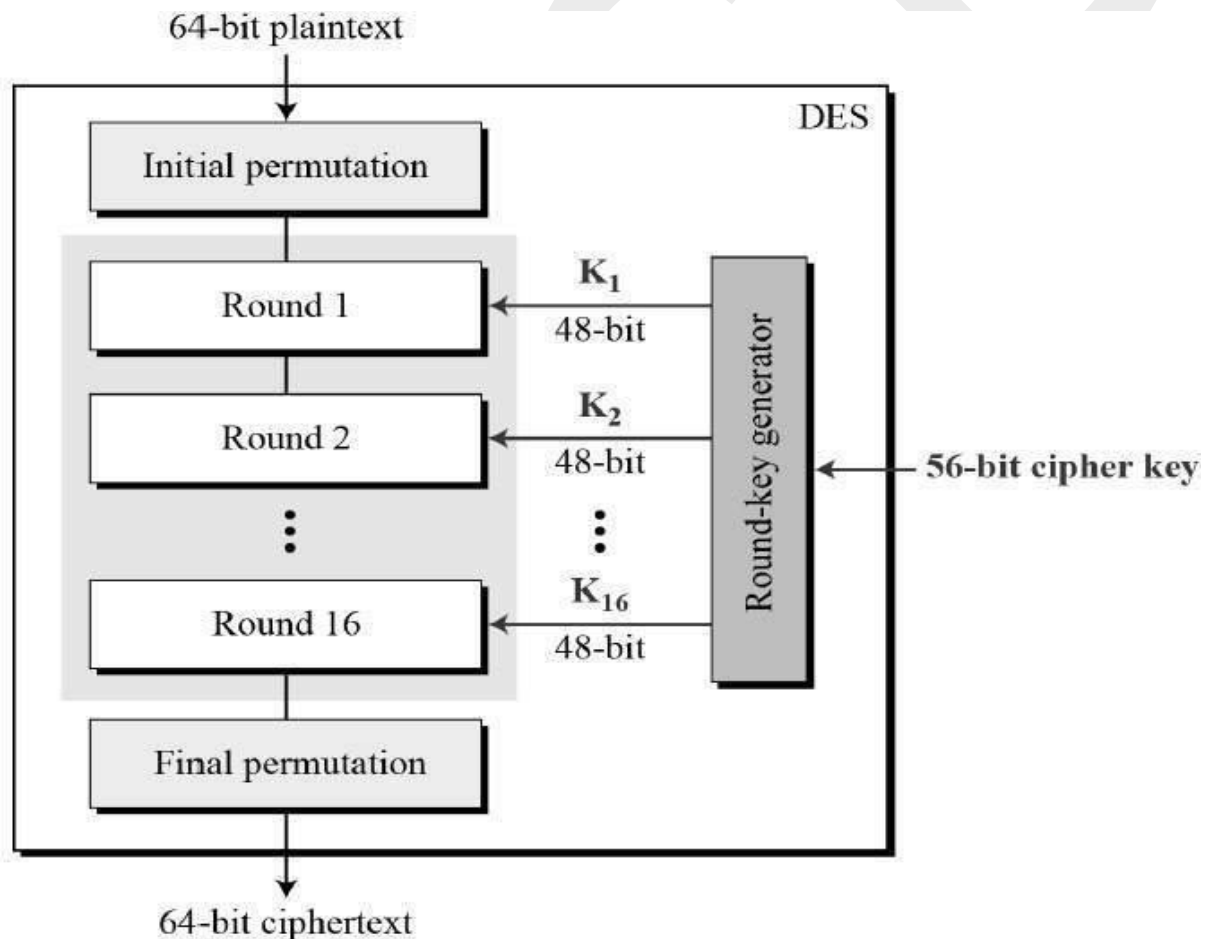 64-bit plaintext
DES
Initial permutation
Round 1
K₁
48-bit
Round 2
K₂
48-bit
Round-key generator
56-bit cipher key
Round 16
K₁₆
48-bit
Final permutation
64-bit ciphertext